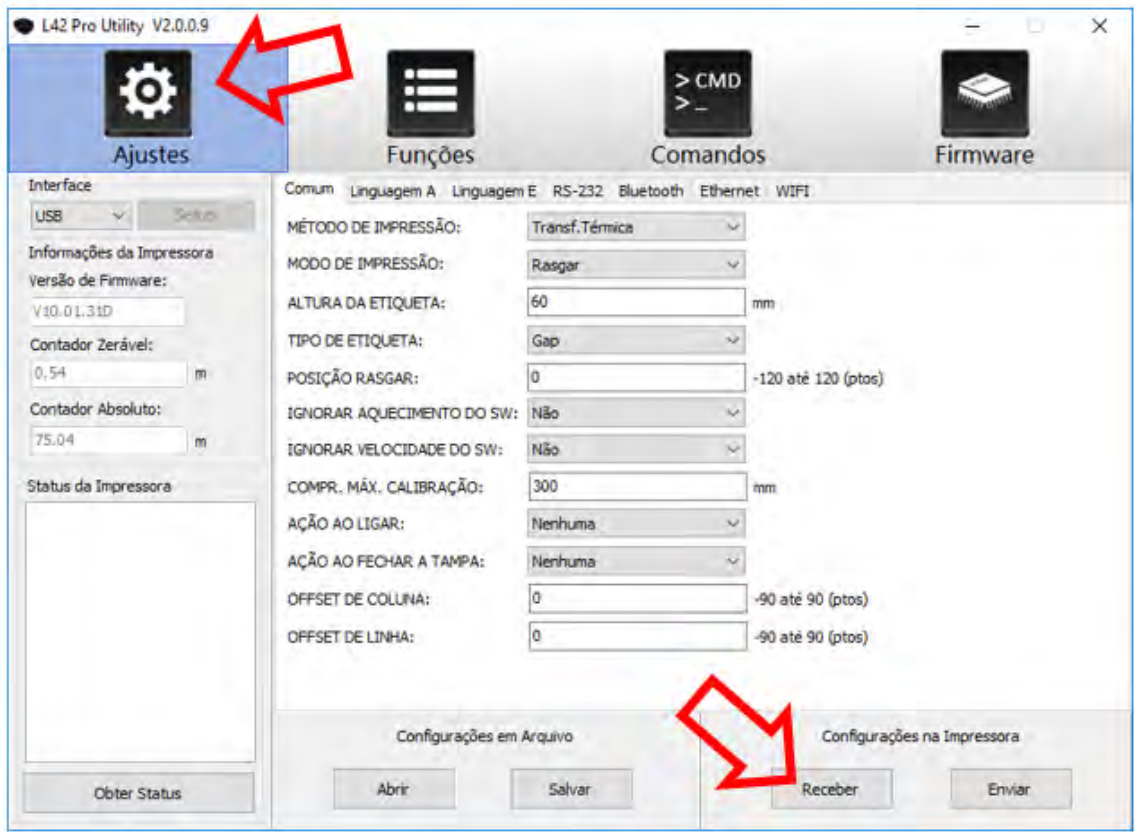 L42 Pro Utility V2.0.0.9
> CMD
>_
Ajustes
Funções
Comandos
Firmware
Interface
USB
Setup
Informações da Impressora
Versão de Firmware:
V10.01.31D
Contador Zerável:
0,54 m
Contador Absoluto:
75.04 m
Status da Impressora
Obter Status
Comum Linguagem A Linguagem E RS-232 Bluetooth Ethernet WIFI
MÉTODO DE IMPRESSÃO: Transf.Térmica
MODO DE IMPRESSÃO: Rasgar
ALTURA DA ETIQUETA: 60 mm
TIPO DE ETIQUETA: Gap
POSIÇÃO RASGAR: 0 -120 até 120 (ptos)
IGNORAR AQUECIMENTO DO SW: Não
IGNORAR VELOCIDADE DO SW: Não
COMPR. MÁX. CALIBRAÇÃO: 300 mm
AÇÃO AO LIGAR: Nenhuma
AÇÃO AO FECHAR A TAMPA: Nenhuma
OFFSET DE COLUNA: 0 -90 até 90 (ptos)
OFFSET DE LINHA: 0 -90 até 90 (ptos)
Configurações em Arquivo
Abrir Salvar
Configurações na Impressora
Receber Enviar